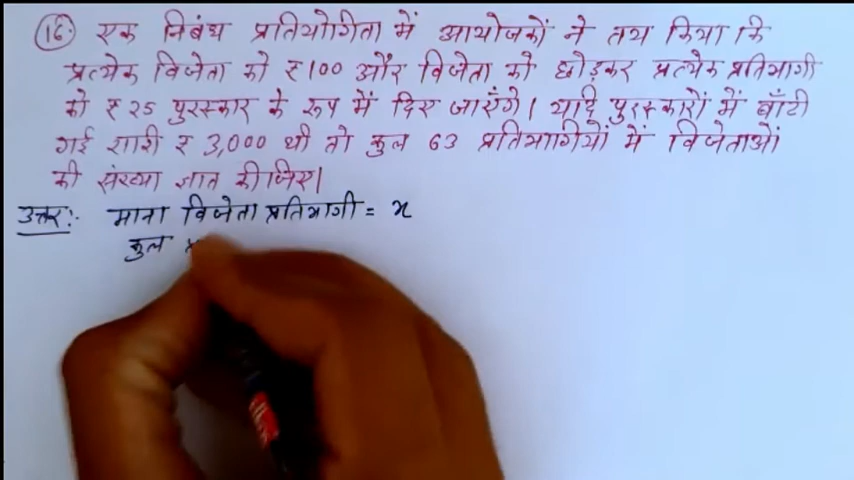 16. एक निबंध प्रतियोगिता में आयोजकों ने तय किया कि
प्रत्येक विजेता को ₹100 और विजेता को छोड़कर प्रत्येक प्रतिभागी
को ₹25 पुरस्कार के रूप में दिए जाएँगे। यदि पुरस्कारों में बाँटी
गई राशी ₹ 3,000 थी तो कुल 63 प्रतिभागियों में विजेताओं
की संख्या ज्ञात कीजिए।
उत्तर:- माना विजेता प्रतिभागी = x
कुल